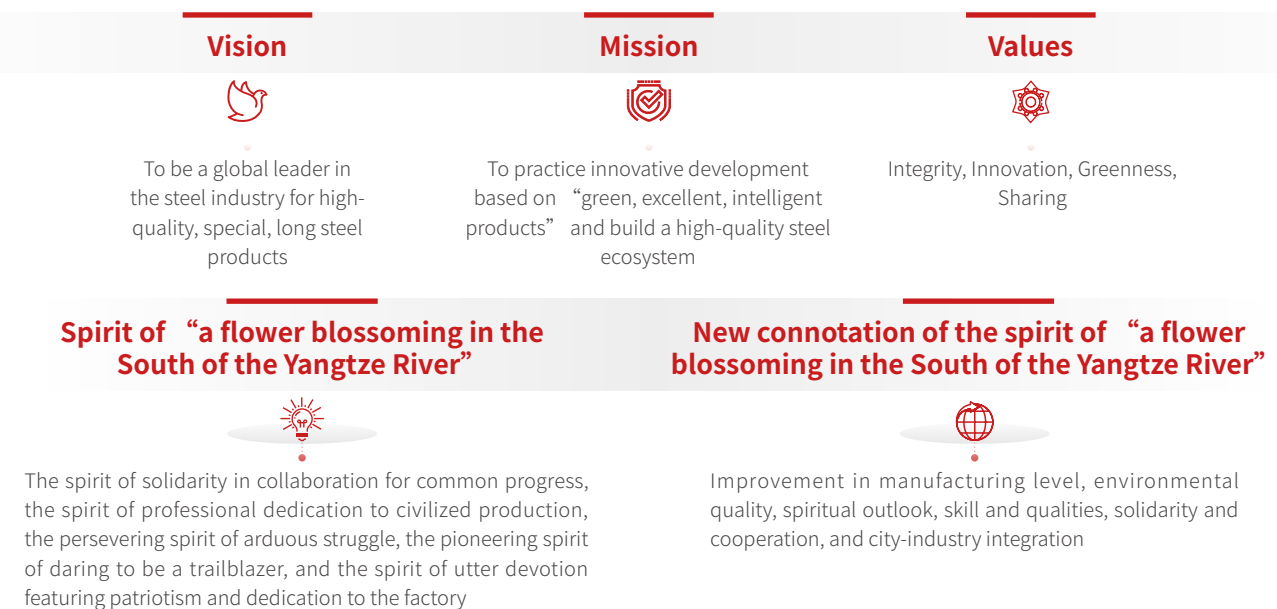 Vision
To be a global leader in
the steel industry for high-
quality, special, long steel
products
Mission
To practice innovative development
based on “green, excellent, intelligent
products” and build a high-quality steel
ecosystem
Values
Integrity, Innovation, Greenness,
Sharing
Spirit of “a flower blossoming in the
South of the Yangtze River”
The spirit of solidarity in collaboration for common progress,
the spirit of professional dedication to civilized production,
the persevering spirit of arduous struggle, the pioneering spirit
of daring to be a trailblazer, and the spirit of utter devotion
featuring patriotism and dedication to the factory
New connotation of the spirit of “a flower
blossoming in the South of the Yangtze River”
Improvement in manufacturing level, environmental
quality, spiritual outlook, skill and qualities, solidarity and
cooperation, and city-industry integration